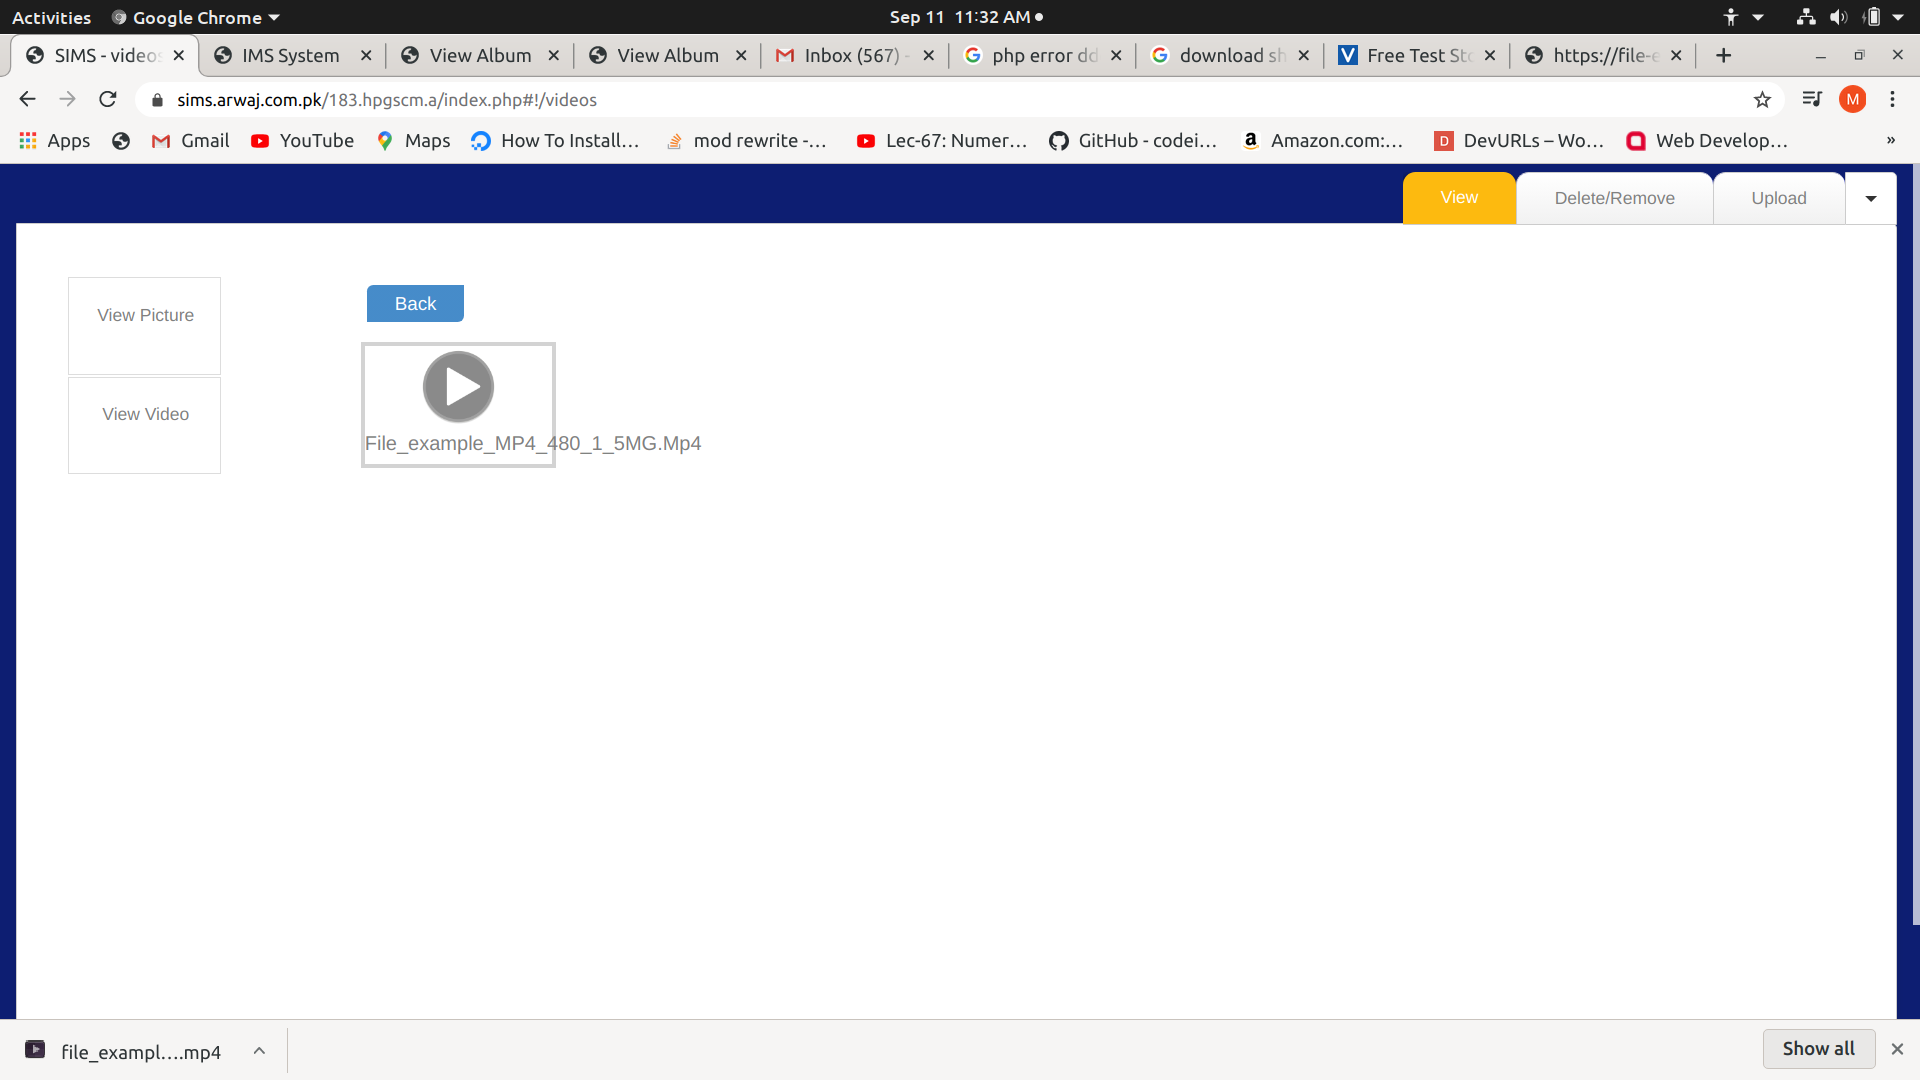 Activities
Google Chrome
Sep 11 11:32 AM
SIMS - videos
IMS System
View Album
View Album
Inbox (567) -
php error dd
download sh
V
Free Test Sto
https://file-e
sims.arwaj.com.pk/183.hpgscm.a/index.php#!/videos
M
Apps
Gmail
YouTube
Maps
How To Install...
mod rewrite -...
Lec-67: Numer...
GitHub - codei...
a
Amazon.com:...
D
DevURLs – Wo...
Web Develop...
»
View
Delete/Remove
Upload
View Picture
View Video
Back
File_example_MP4_480_1_5MG.Mp4
file_exampl....mp4
Show all